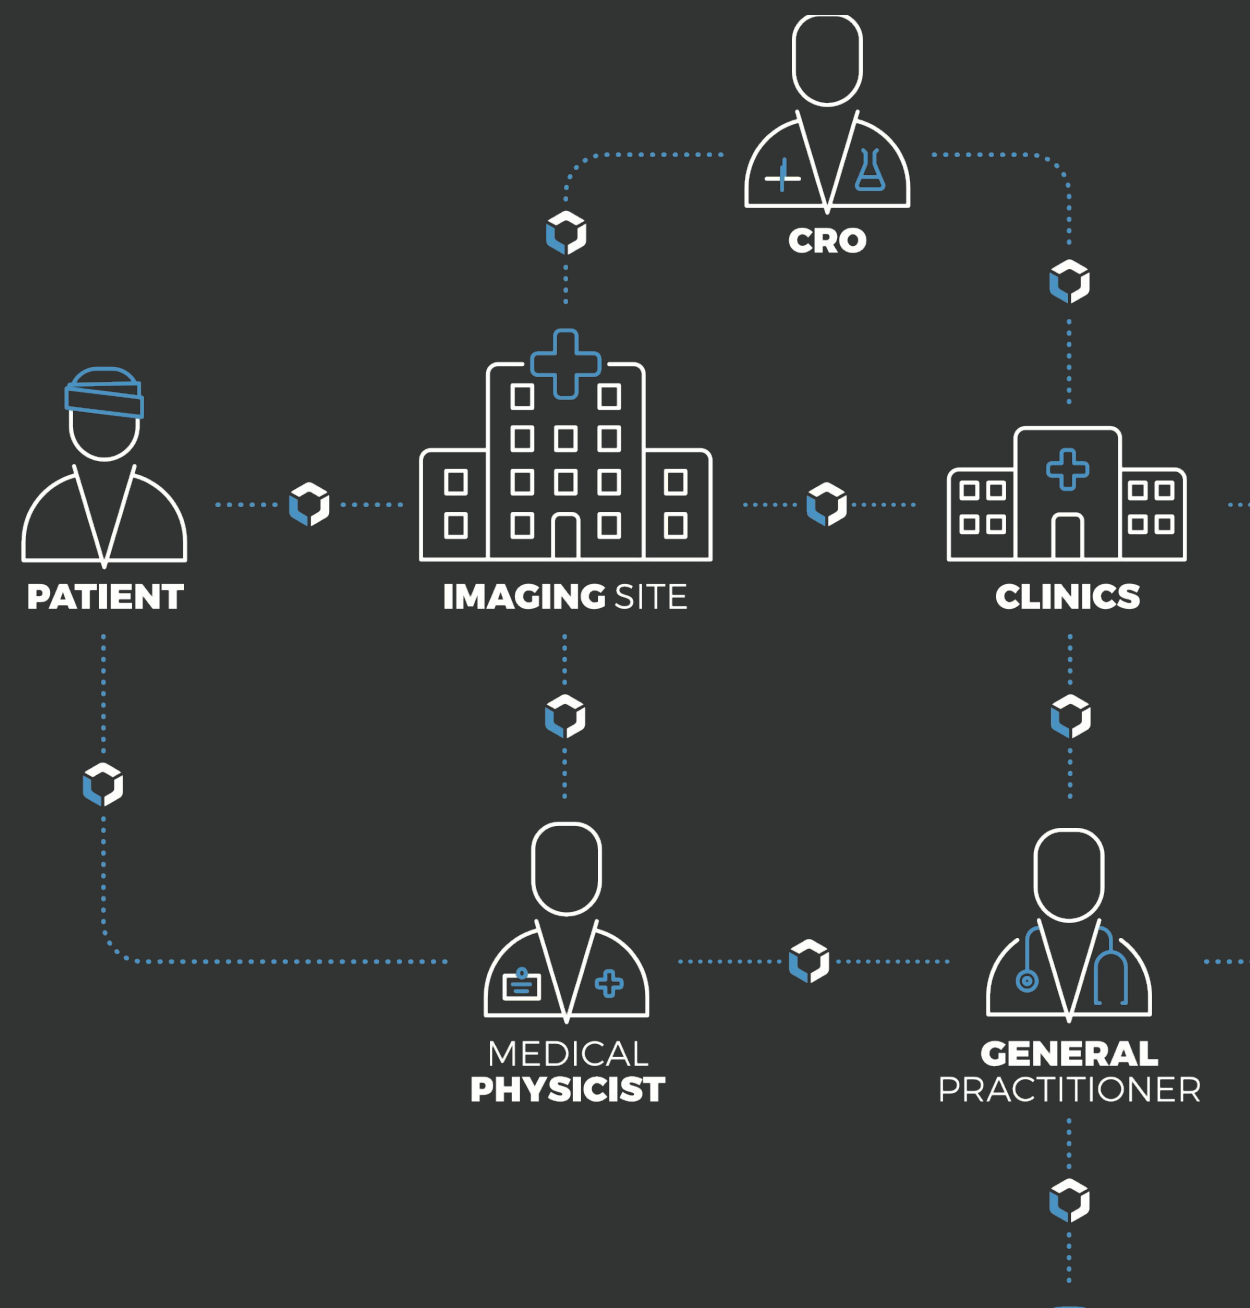 CRO
PATIENT
IMAGING SITE
CLINICS
MEDICAL
PHYSICIST
GENERAL
PRACTITIONER